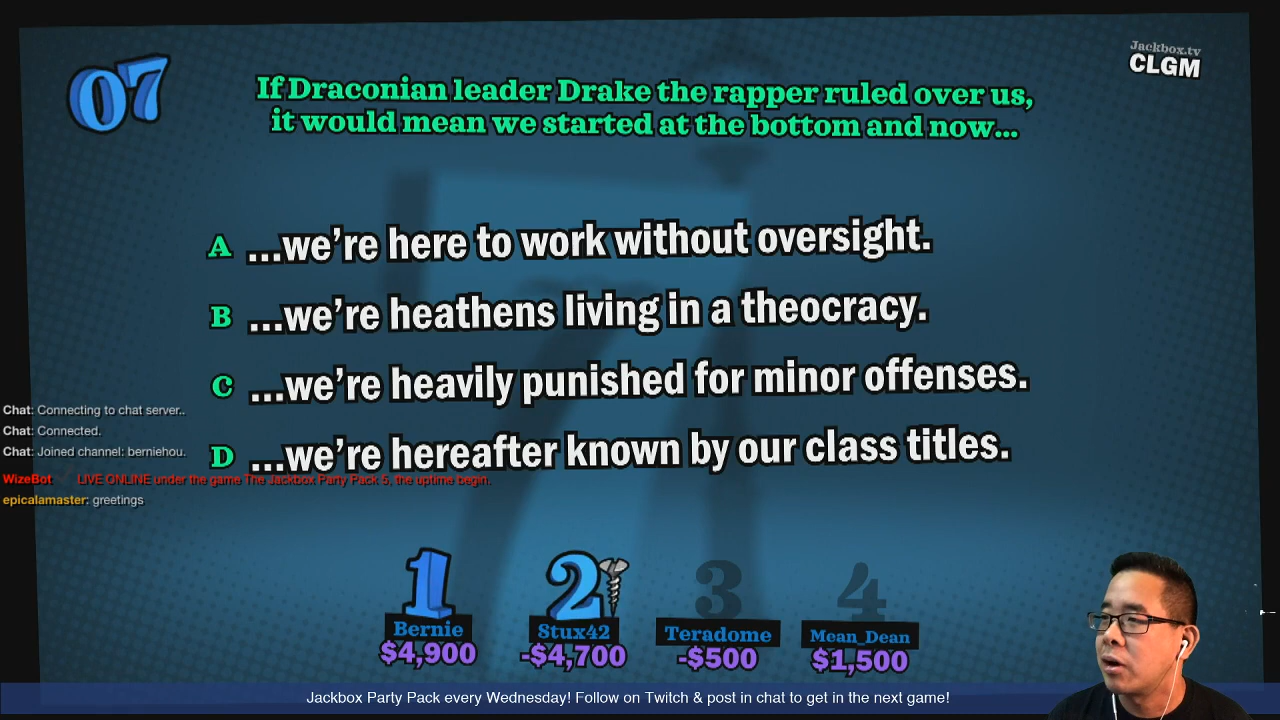 07
Jackbox.tv
CLGM
If Draconian leader Drake the rapper ruled over us,
it would mean we started at the bottom and now...
A ...we're here to work without oversight.
B ...we're heathens living in a theocracy.
C ...we're heavily punished for minor offenses.
D ...we're hereafter known by our class titles.
Chat: Connecting to chat server..
Chat: Connected.
Chat: Joined channel: berniehou.
WizeBot: LIVE ONLINE under the game The Jackbox Party Pack 5, the uptime begin.
epicalamaster: greetings
1 2 3 4
Bernie Stux42 Teradome Mean_Dean
$4,900 -$4,700 -$500 $1,500
Jackbox Party Pack every Wednesday! Follow on Twitch & post in chat to get in the next game!